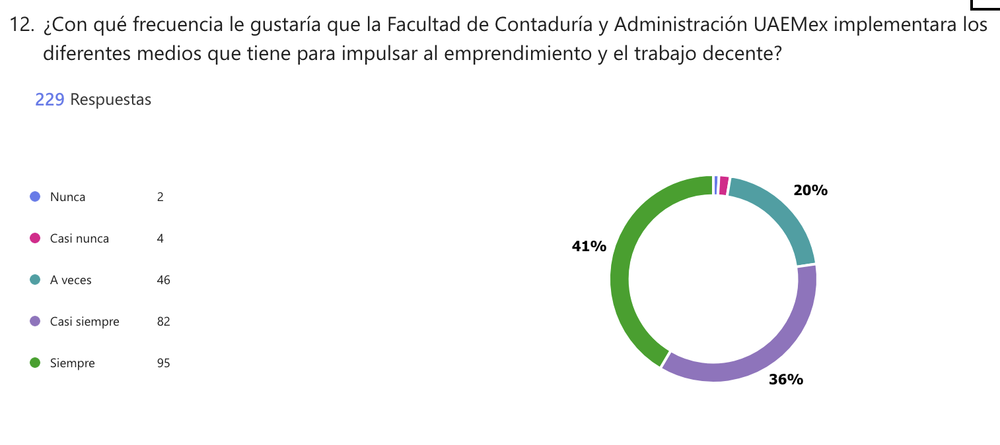 12. ¿Con qué frecuencia le gustaría que la Facultad de Contaduría y Administración UAEMex implementara los
diferentes medios que tiene para impulsar al emprendimiento y el trabajo decente?
229 Respuestas
Nunca 2
Casi nunca 4
A veces 46
Casi siempre 82
Siempre 95
20%
41%
36%